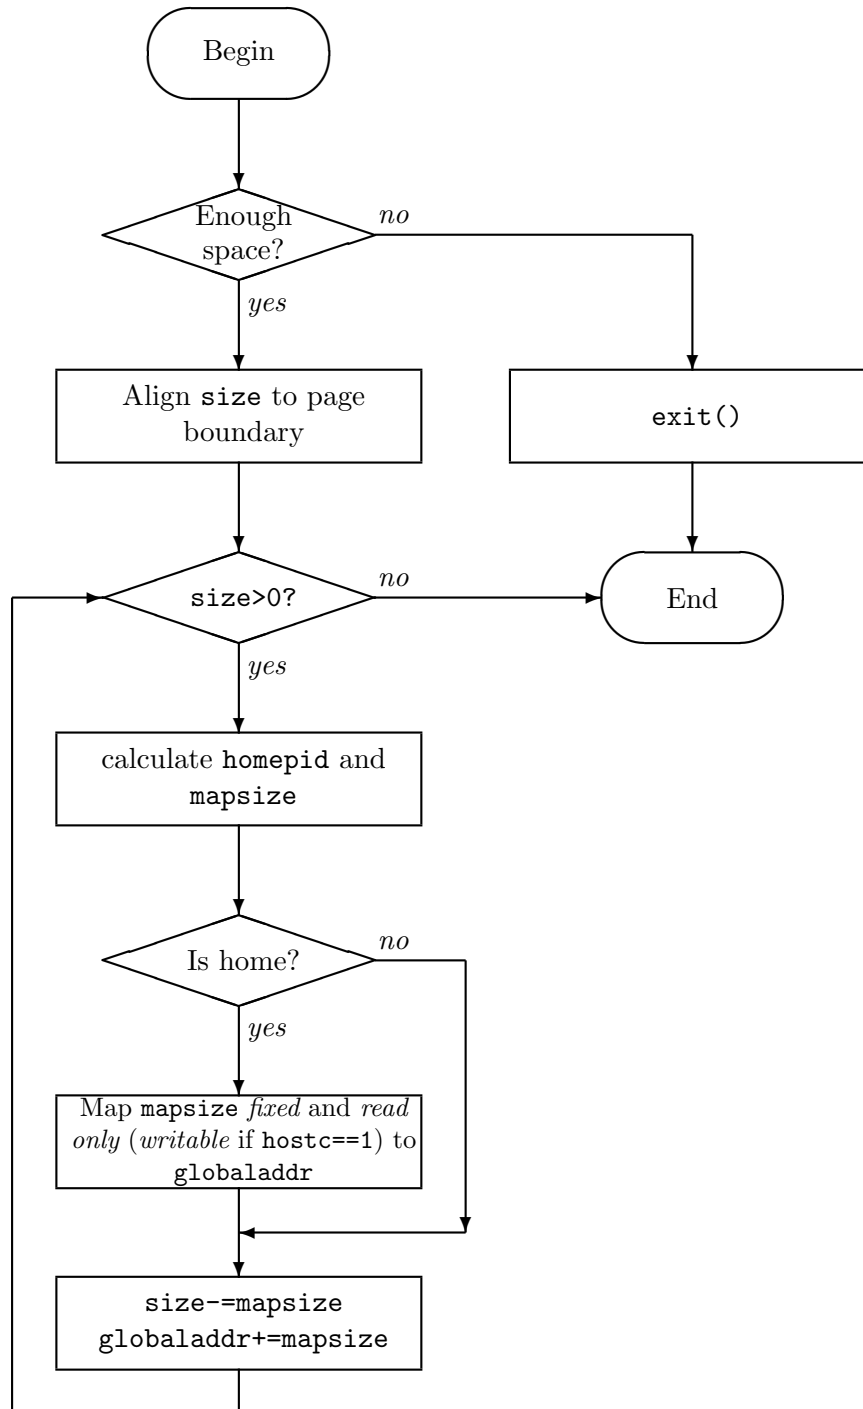 Begin
Enough
space?
no
yes
Align size to page
boundary
exit()
size>0?
no
End
yes
calculate homepid and
mapsize
Is home?
no
yes
Map mapsize fixed and read
only (writable if hostc==1) to
globaladdr
size-=mapsize
globaladdr+=mapsize